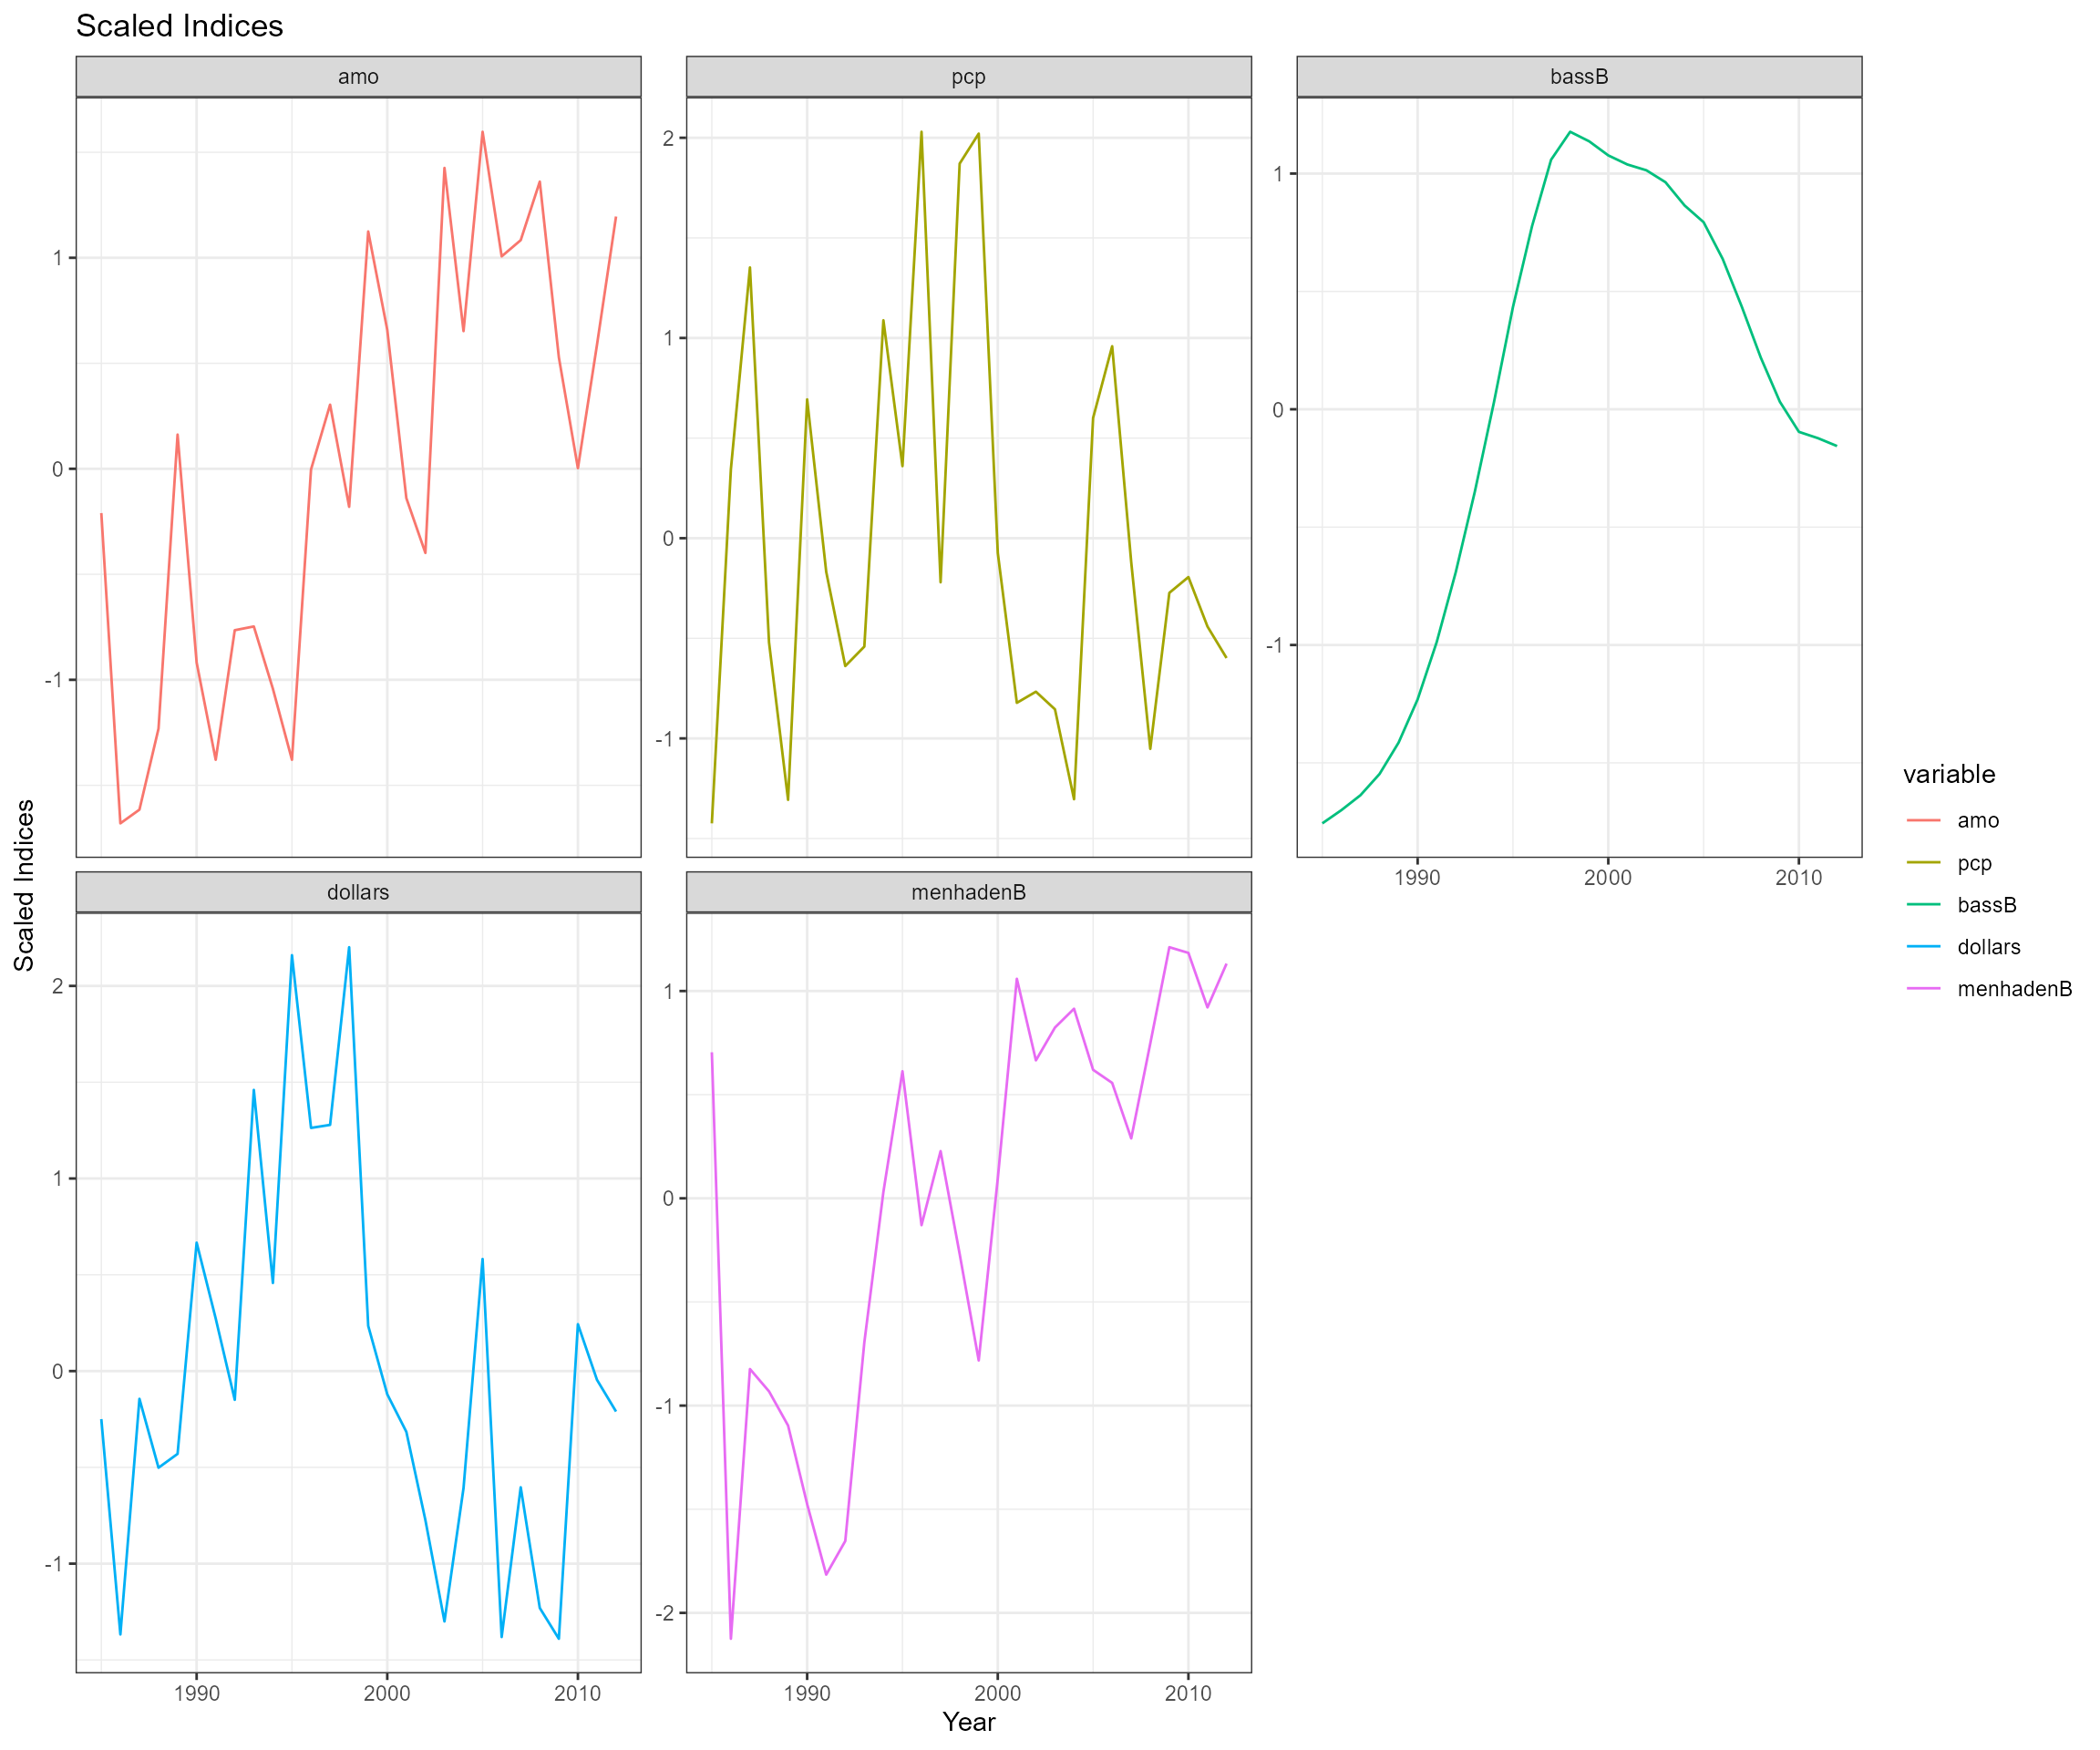 Scaled Indices
amo
pcp
bassB
1
0
-1
2
1
0
-1
1
0
-1
1990
2000
2010
dollars
menhadenB
2
1
0
-1
1
0
-1
-2
1990
2000
2010
1990
2000
2010
Year
Scaled Indices
variable
amo
pcp
bassB
dollars
menhadenB